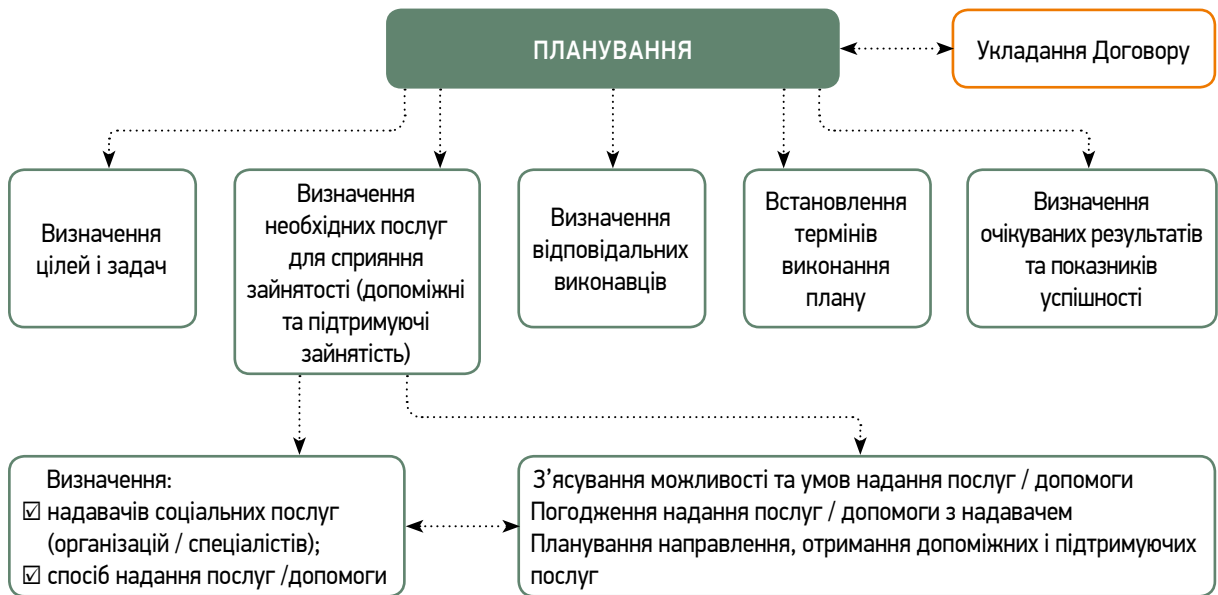 ПЛАНУВАННЯ
Укладання Договору
Визначення
цілей і задач
Визначення
необхідних послуг
для сприяння
зайнятості (допоміжні
та підтримуючі
зайнятість)
Визначення
відповідальних
виконавців
Встановлення
термінів
виконання
плану
Визначення
очікуваних результатів
та показників
успішності
Визначення:
☑ надавачів соціальних послуг
(організацій / спеціалістів);
☑ спосіб надання послуг /допомоги
З’ясування можливості та умов надання послуг / допомоги
Погодження надання послуг / допомоги з надавачем
Планування направлення, отримання допоміжних і підтримуючих
послуг